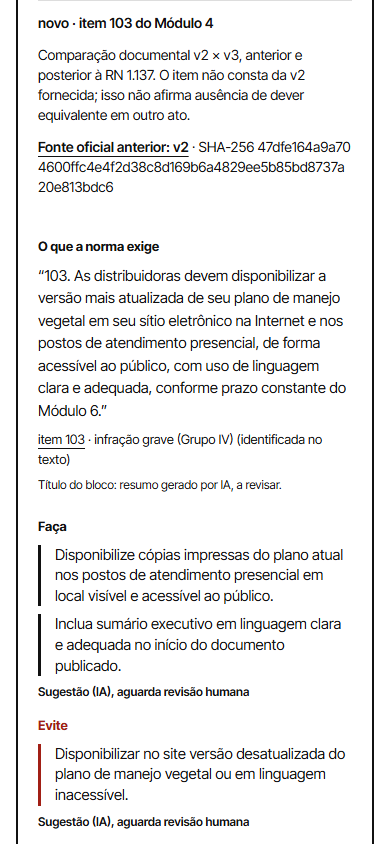 novo · item 103 do Módulo 4
Comparação documental v2 × v3, anterior e
posterior à RN 1.137. O item não consta da v2
fornecida; isso não afirma ausência de dever
equivalente em outro ato.
Fonte oficial anterior: v2 · SHA-256 47dfe164a9a70
4600ffc4e4f2d38c8d169b6a4829ee5b85bd8737a
20e813bdc6
O que a norma exige
“103. As distribuidoras devem disponibilizar a
versão mais atualizada de seu plano de manejo
vegetal em seu sítio eletrônico na Internet e nos
postos de atendimento presencial, de forma
acessível ao público, com uso de linguagem
clara e adequada, conforme prazo constante do
Módulo 6.”
item 103 · infração grave (Grupo IV) (identificada no
texto)
Título do bloco: resumo gerado por IA, a revisar.
Faça
Disponibilize cópias impressas do plano atual
nos postos de atendimento presencial em
local visível e acessível ao público.
Inclua sumário executivo em linguagem clara
e adequada no início do documento
publicado.
Sugestão (IA), aguarda revisão humana
Evite
Disponibilizar no site versão desatualizada do
plano de manejo vegetal ou em linguagem
inacessível.
Sugestão (IA), aguarda revisão humana